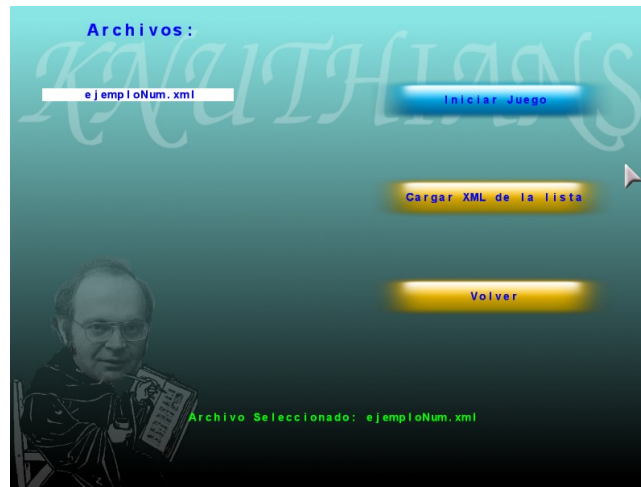 KNUTHIANS
Archivos:
ejemploNum.xml
Iniciar Juego
Cargar XML de la lista
Volver
Archivo Seleccionado: ejemploNum.xml